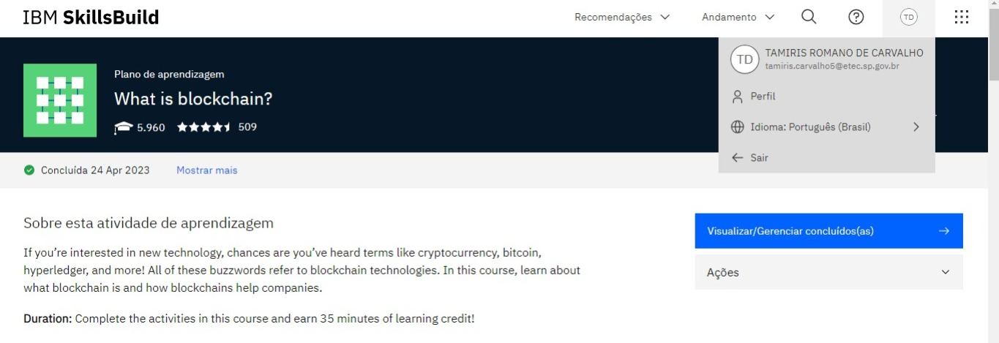 IBM SkillsBuild
Recomendações
Andamento
TD
TD
TAMIRIS ROMANO DE CARVALHO
tamiris.carvalho5@etec.sp.gov.br
Perfil
Idioma: Português (Brasil)
Sair
Plano de aprendizagem
What is blockchain?
5.960
509
Concluída 24 Apr 2023
Mostrar mais
Sobre esta atividade de aprendizagem
If you’re interested in new technology, chances are you’ve heard terms like cryptocurrency, bitcoin,
hyperledger, and more! All of these buzzwords refer to blockchain technologies. In this course, learn about
what blockchain is and how blockchains help companies.
Duration: Complete the activities in this course and earn 35 minutes of learning credit!
Visualizar/Gerenciar concluídos(as)
Ações